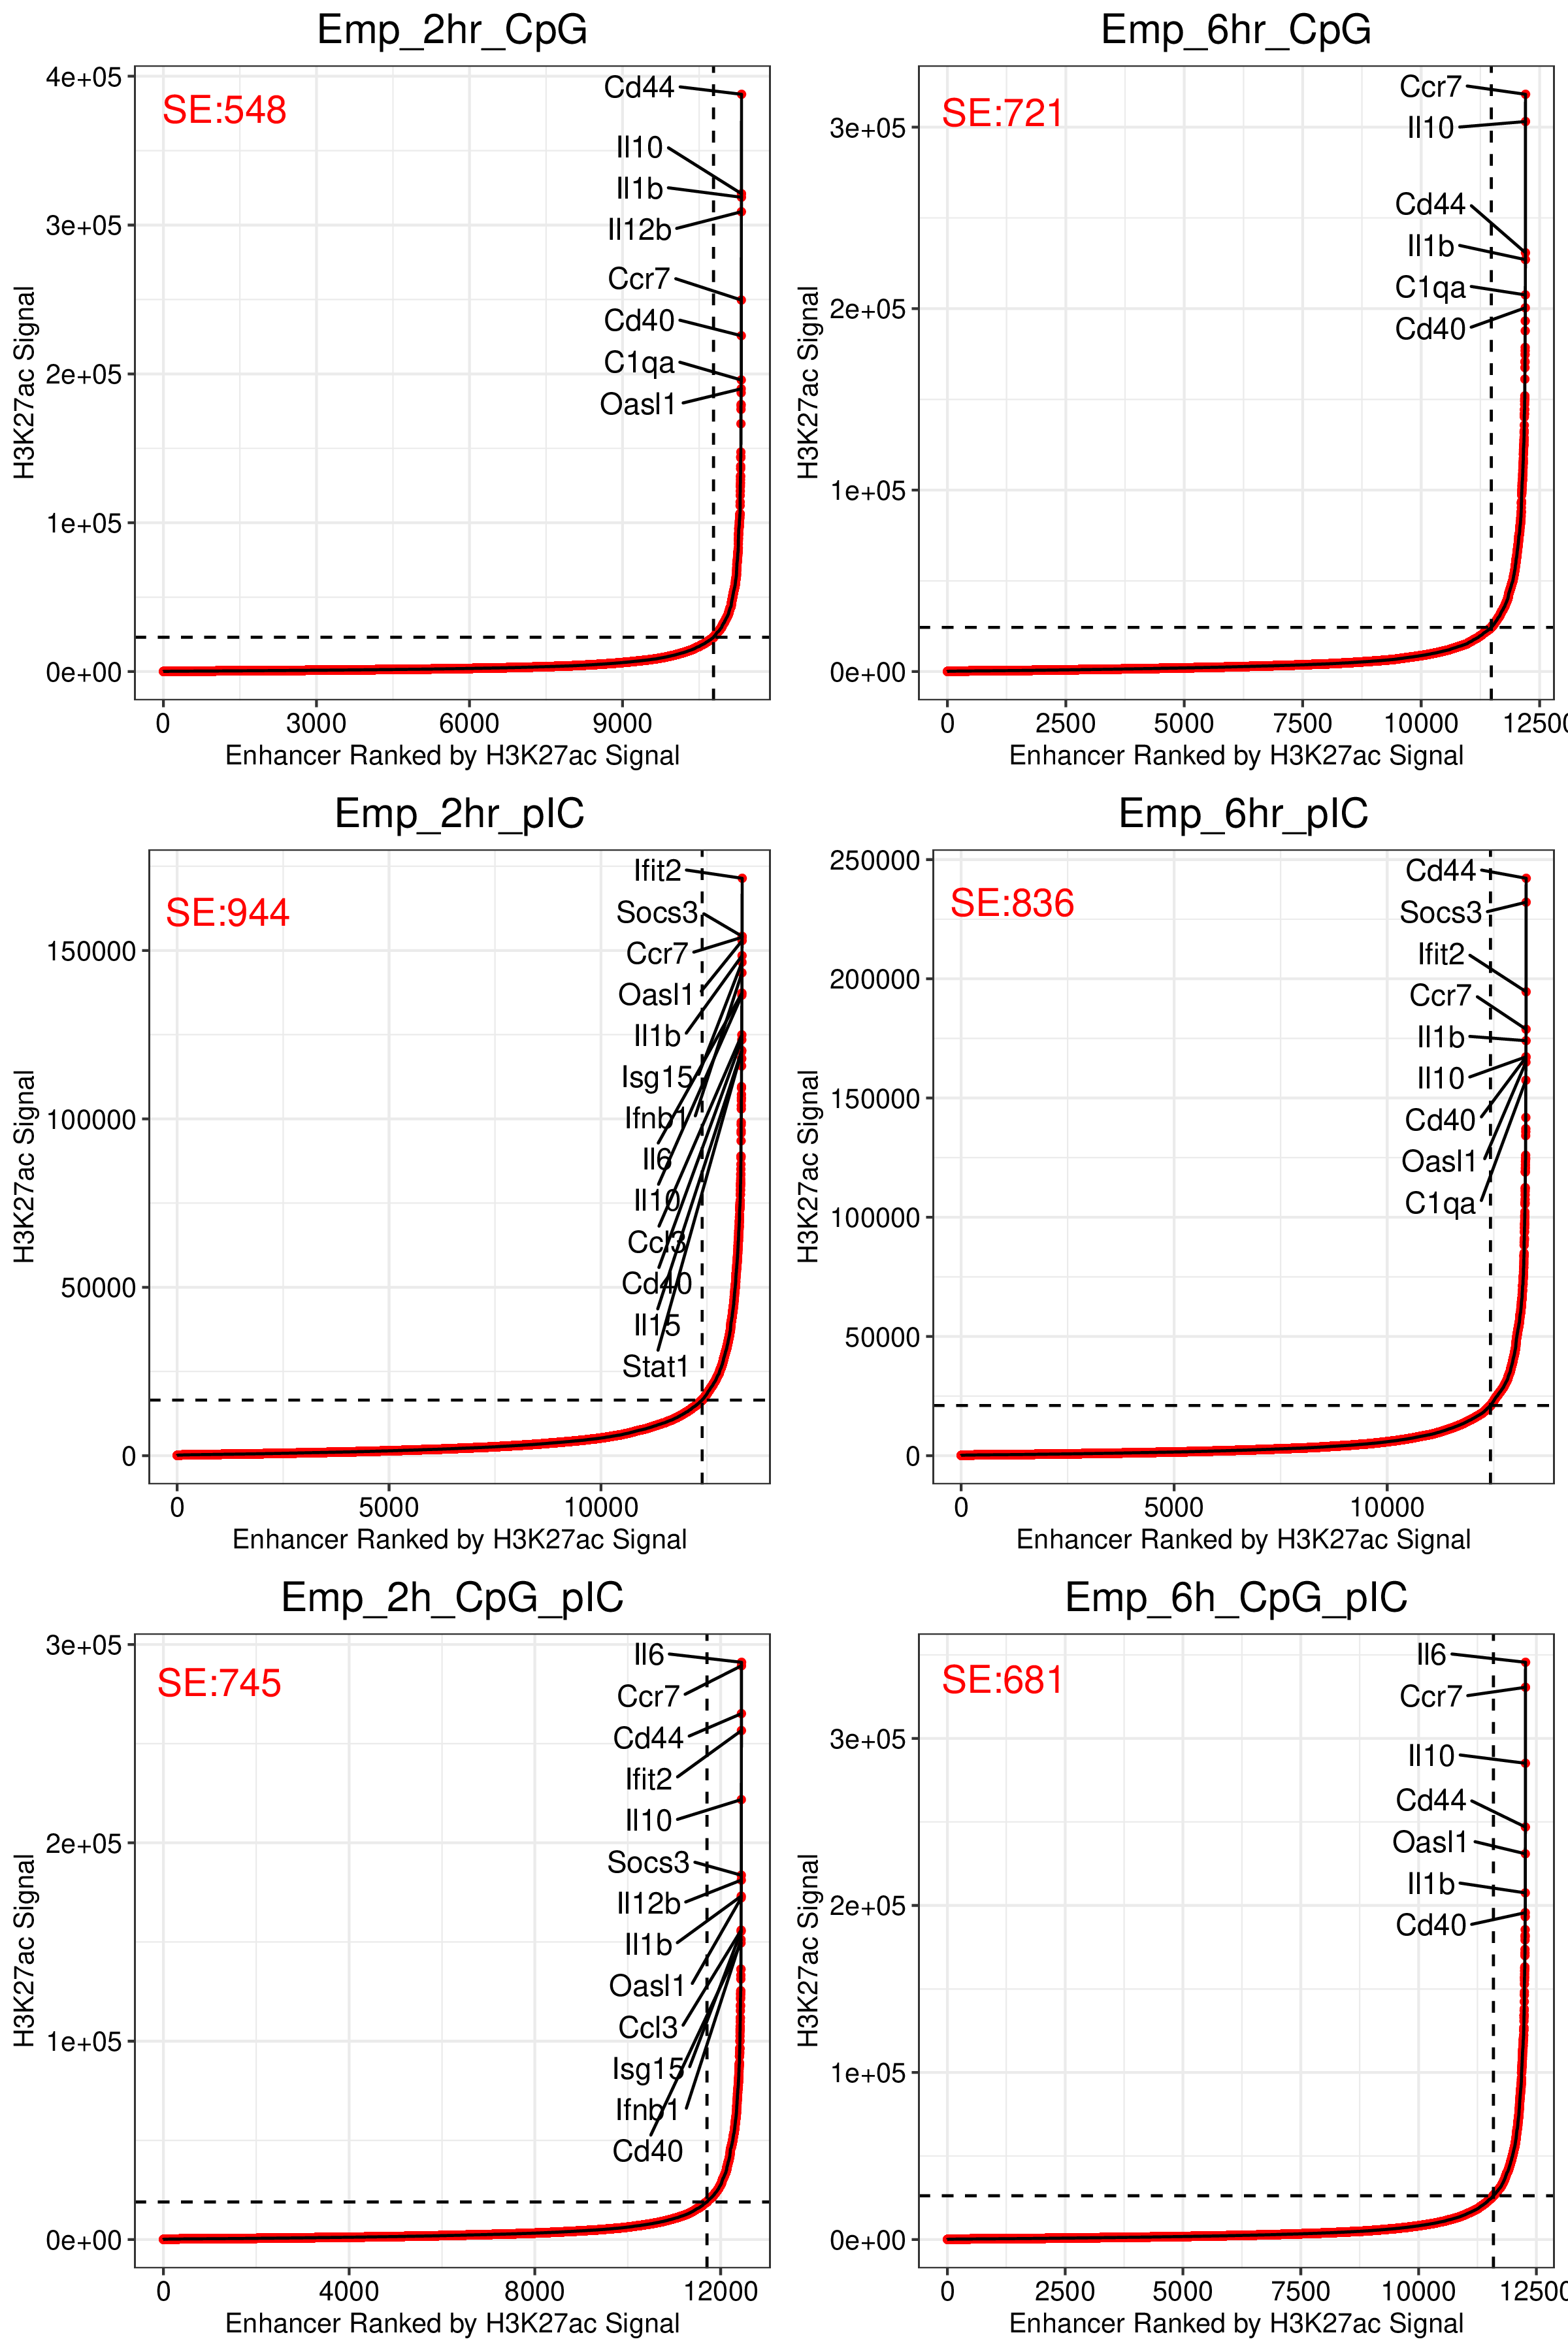 Emp_2hr_CpG
SE:548
H3K27ac Signal
4e+05
3e+05
2e+05
1e+05
0e+00
Cd44
Il10
Il1b
Il12b
Ccr7
Cd40
C1qa
Oasl1
0 3000 6000 9000
Enhancer Ranked by H3K27ac Signal
Emp_6hr_CpG
SE:721
H3K27ac Signal
3e+05
2e+05
1e+05
0e+00
Ccr7
Il10
Cd44
Il1b
C1qa
Cd40
0 2500 5000 7500 10000 12500
Enhancer Ranked by H3K27ac Signal
Emp_2hr_pIC
SE:944
H3K27ac Signal
150000
100000
50000
0
Ifit2
Socs3
Ccr7
Oasl1
Il1b
Isg15
Ifnb1
Il6
Il10
Ccl3
Cd40
Il15
Stat1
0 5000 10000
Enhancer Ranked by H3K27ac Signal
Emp_6hr_pIC
SE:836
H3K27ac Signal
250000
200000
150000
100000
50000
0
Cd44
Socs3
Ifit2
Ccr7
Il1b
Il10
Cd40
Oasl1
C1qa
0 5000 10000
Enhancer Ranked by H3K27ac Signal
Emp_2h_CpG_pIC
SE:745
H3K27ac Signal
3e+05
2e+05
1e+05
0e+00
Il6
Ccr7
Cd44
Ifit2
Il10
Socs3
Il12b
Il1b
Oasl1
Ccl3
Isg15
Ifnb1
Cd40
0 4000 8000 12000
Enhancer Ranked by H3K27ac Signal
Emp_6h_CpG_pIC
SE:681
H3K27ac Signal
3e+05
2e+05
1e+05
0e+00
Il6
Ccr7
Il10
Cd44
Oasl1
Il1b
Cd40
0 2500 5000 7500 10000 12500
Enhancer Ranked by H3K27ac Signal